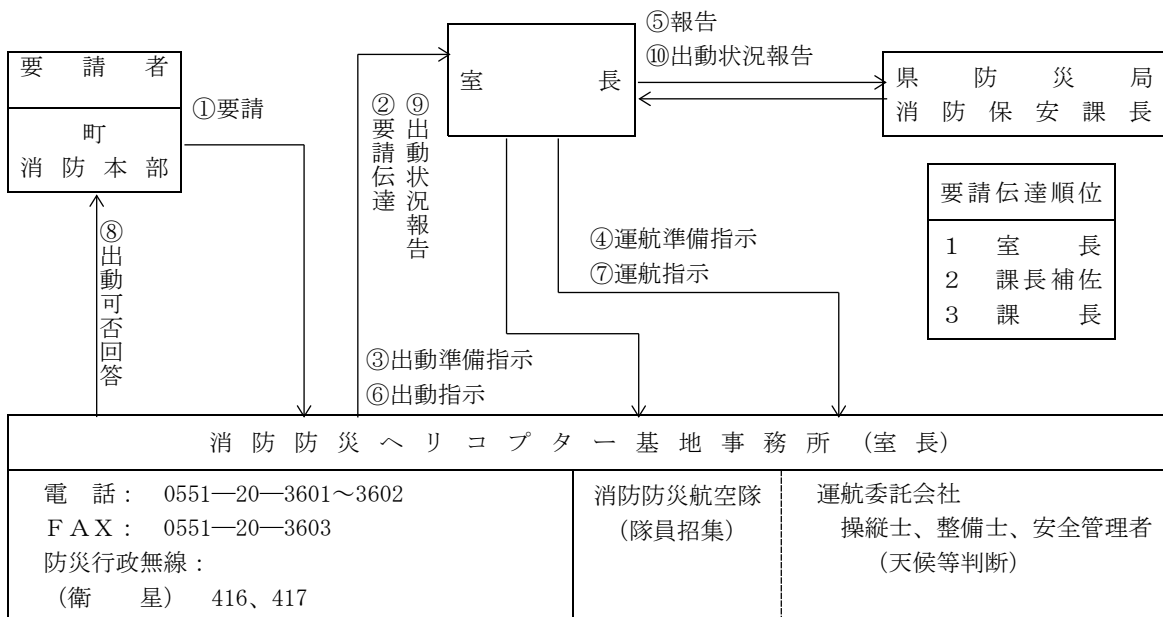 要請者
町
消防本部
①要請
⑧出動可否回答
②要請伝達
⑨出動状況報告
室長
⑤報告
⑩出動状況報告
県防災局
消防保安課長
要請伝達順位
1 室長
2 課長補佐
3 課長
④運航準備指示
⑦運航指示
③出動準備指示
⑥出動指示
消防防災ヘリコプター基地事務所(室長)
電話： 0551―20―3601～3602
ＦＡＸ： 0551―20―3603
防災行政無線：
（衛星） 416、417
消防防災航空隊
（隊員招集）
運航委託会社
操縦士、整備士、安全管理者
（天候等判断）